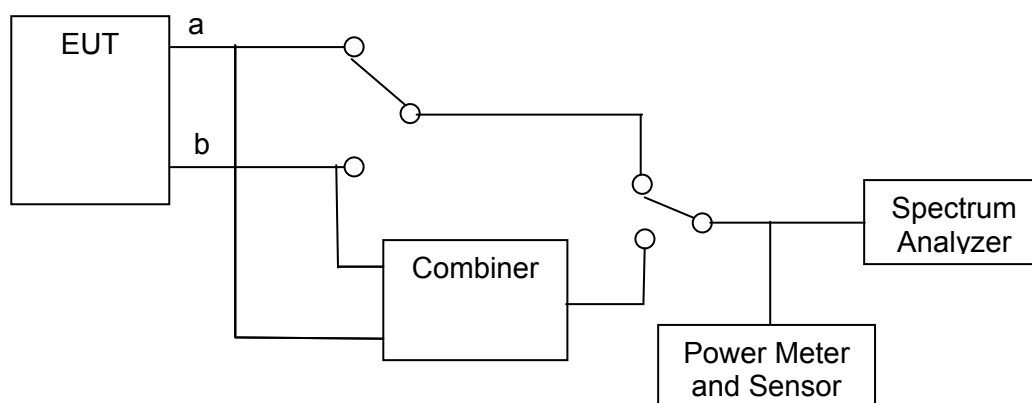 EUT
a
b
Combiner
Spectrum
Analyzer
Power Meter
and Sensor